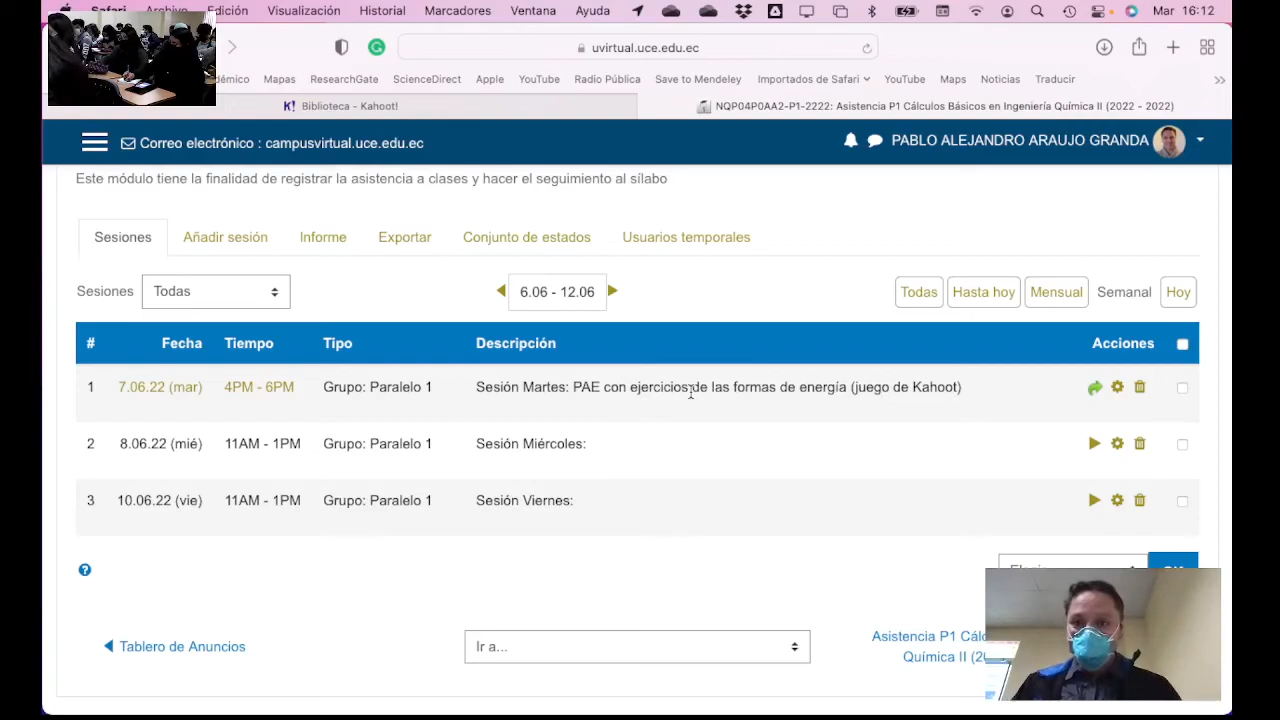 Safari Archivo Edición Visualización Historial Marcadores Ventana Ayuda Mar 16:12
uvirtual.uce.edu.ec
Mapas ResearchGate ScienceDirect Apple YouTube Radio Pública Save to Mendeley Importados de Safari YouTube Maps Noticias Traducir
K! Biblioteca - Kahoot!
NQP04P0AA2-P1-2222: Asistencia P1 Cálculos Básicos en Ingeniería Química II (2022 - 2022)
Correo electrónico : campusvirtual.uce.edu.ec
PABLO ALEJANDRO ARAUJO GRANDA
Este módulo tiene la finalidad de registrar la asistencia a clases y hacer el seguimiento al sílabo
Sesiones Añadir sesión Informe Exportar Conjunto de estados Usuarios temporales
Sesiones Todas 6.06 - 12.06 Todas Hasta hoy Mensual Semanal Hoy
# Fecha Tiempo Tipo Descripción Acciones
1 7.06.22 (mar) 4PM - 6PM Grupo: Paralelo 1 Sesión Martes: PAE con ejercicios de las formas de energía (juego de Kahoot)
2 8.06.22 (mié) 11AM - 1PM Grupo: Paralelo 1 Sesión Miércoles:
3 10.06.22 (vie) 11AM - 1PM Grupo: Paralelo 1 Sesión Viernes:
Tablero de Anuncios
Ir a...
Asistencia P1
Química II